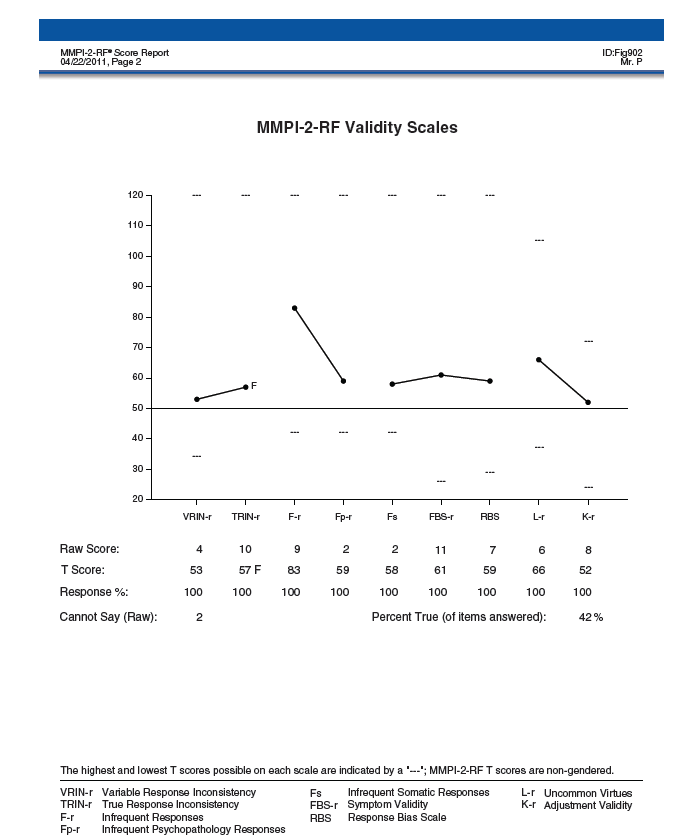 MMPI-2-RF® Score Report ID:Fig902
04/22/2011, Page 2 Mr. P
MMPI-2-RF Validity Scales
120 --- --- --- --- --- --- ---
110
---
100
90
80
---
70
60
F
50
40
--- --- ---
---
---
30
---
---
---
20
VRIN-r TRIN-r F-r Fp-r Fs FBS-r RBS L-r K-r
Raw Score: 4 10 9 2 2 11 7 6 8
T Score: 53 57 F 83 59 58 61 59 66 52
Response %: 100 100 100 100 100 100 100 100 100
Cannot Say (Raw): 2 Percent True (of items answered): 42 %
The highest and lowest T scores possible on each scale are indicated by a "---"; MMPI-2-RF T scores are non-gendered.
VRIN-r Variable Response Inconsistency Fs Infrequent Somatic Responses L-r Uncommon Virtues
TRIN-r True Response Inconsistency FBS-r Symptom Validity K-r Adjustment Validity
F-r Infrequent Responses RBS Response Bias Scale
Fp-r Infrequent Psychopathology Responses